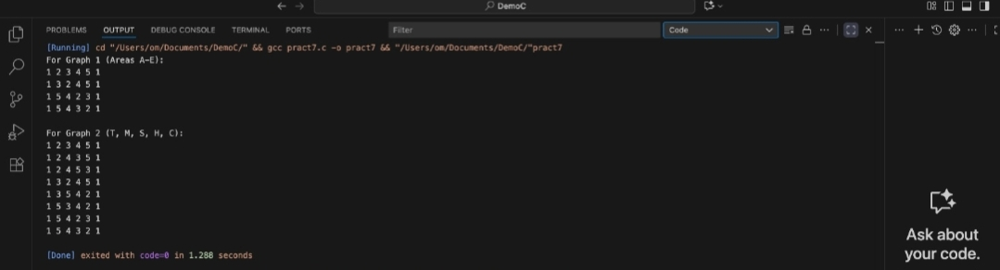 DemoC
PROBLEMS OUTPUT DEBUG CONSOLE TERMINAL PORTS Filter Code
[Running] cd "/Users/om/Documents/DemoC/" && gcc pract7.c -o pract7 && "/Users/om/Documents/DemoC/"pract7
For Graph 1 (Areas A-E):
1 2 3 4 5 1
1 3 2 4 5 1
1 5 4 2 3 1
1 5 4 3 2 1
For Graph 2 (T, M, S, H, C):
1 2 3 4 5 1
1 2 4 3 5 1
1 2 4 5 3 1
1 3 2 4 5 1
1 3 5 4 2 1
1 5 3 4 2 1
1 5 4 2 3 1
1 5 4 3 2 1
[Done] exited with code=0 in 1.288 seconds
Ask about
your code.